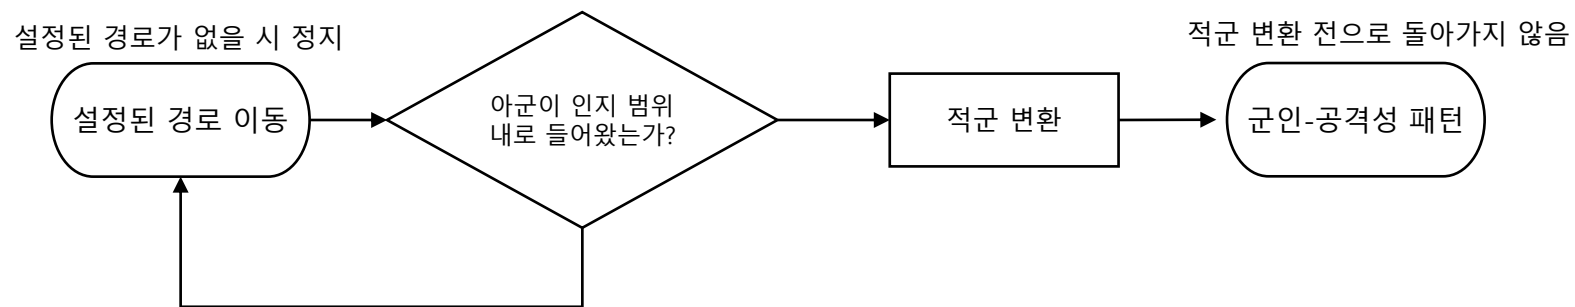 설정된 경로가 없을 시 정지
적군 변환 전으로 돌아가지 않음
설정된 경로 이동
아군이 인지 범위
내로 들어왔는가?
적군 변환
군인-공격성 패턴